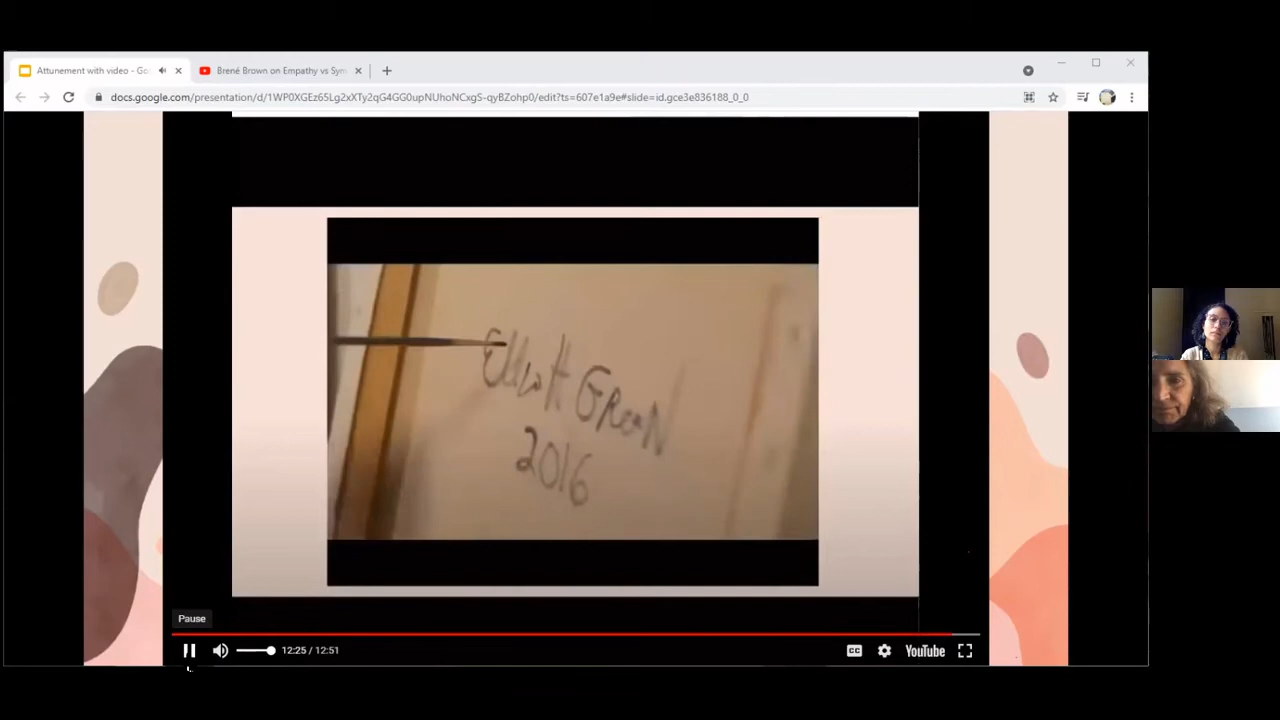 Attunement with video - Go
Brené Brown on Empathy vs Sym
docs.google.com/presentation/d/1WP0XGEz65Lg2xXTy2qG4GG0upNUhoNCxgS-qyBZohp0/edit?ts=607e1a9e#slide=id.gce3e836188_0_0
Elliott GReeN
2016
Pause
12:25 / 12:51
CC
YouTube